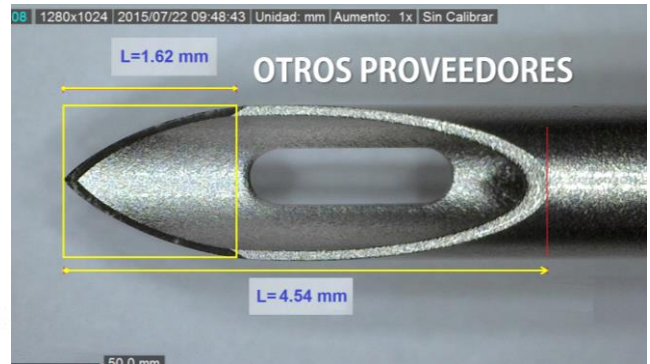 08 1280x1024 2015/07/22 09:48:43 Unidad: mm Aumento: 1x Sin Calibrar
L=1.62 mm
OTROS PROVEEDORES
L=4.54 mm
50.0 mm